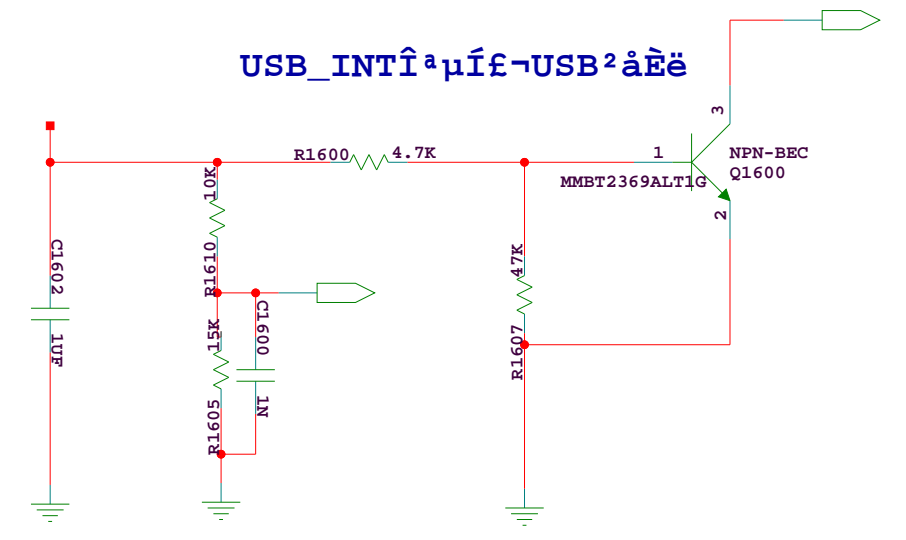 USB_INTÎªµÍ£¬USB²åÈë
R1600
4.7K
3
1
NPN-BEC
Q1600
MMBT2369ALT1G
2
10K
R1610
C1602
1UF
C1600
1N
15K
R1605
47K
R1607